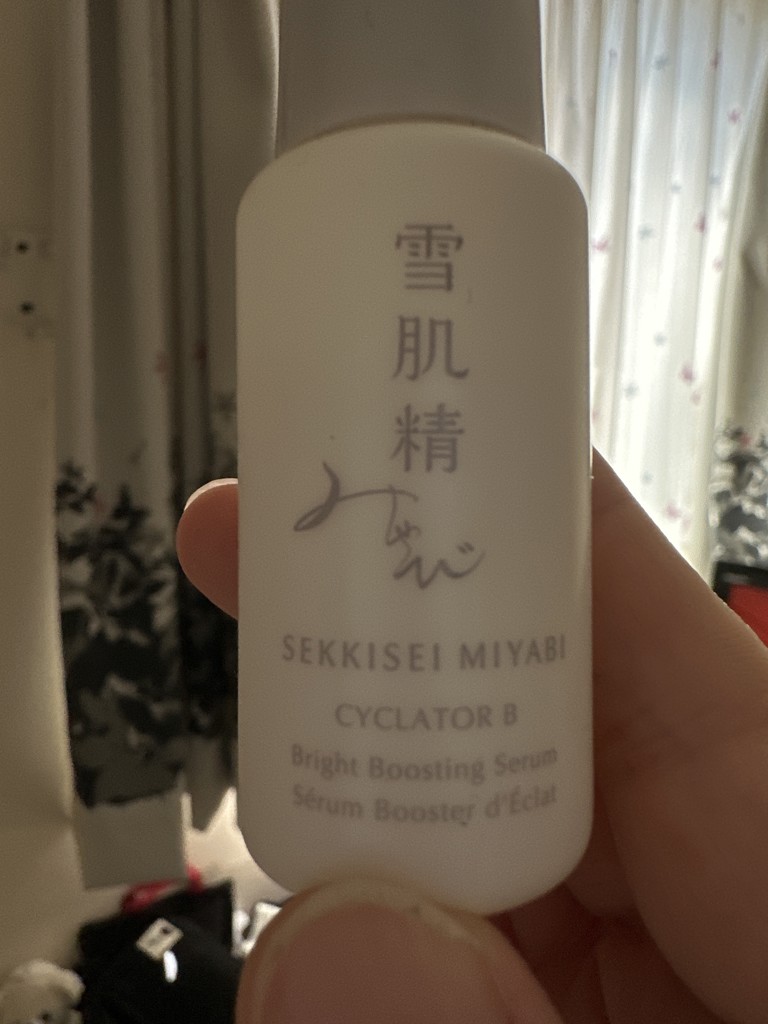 雪肌精
みやび
SEKKISEI MIYABI
CYCLATOR B
Bright Boosting Serum
Sérum Booster d'Éclat